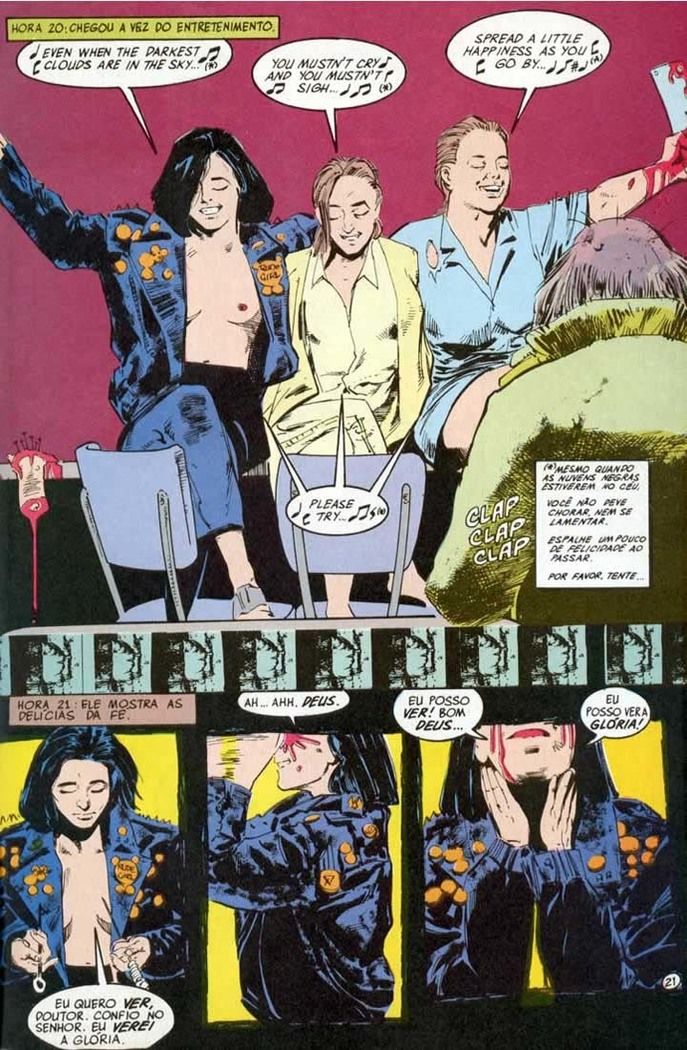 HORA 20: CHEGOU A VEZ DO ENTRETENIMENTO.
EVEN WHEN THE DARKEST
CLOUDS ARE IN THE SKY... (*)
YOU MUSTN'T CRY
AND YOU MUSTN'T
SIGH... (*)
SPREAD A LITTLE
HAPPINESS AS YOU
GO BY... (*)
RUDE
GIRL
PLEASE
TRY... (*)
CLAP
CLAP
CLAP
(*) MESMO QUANDO
AS NUVENS NEGRAS
ESTIVEREM NO CÉU.
VOCÊ NÃO DEVE
CHORAR, NEM SE
LAMENTAR.
ESPALHE UM POUCO
DE FELICIDADE AO
PASSAR.
POR FAVOR, TENTE...
HORA 21: ELE MOSTRA AS
DELÍCIAS DA FÉ.
RUDE
GIRL
EU QUERO VER,
DOUTOR. CONFIO NO
SENHOR. EU VEREI
A GLÓRIA.
AH... AHH. DEUS.
EU POSSO
VER! BOM
DEUS...
EU
POSSO VER A
GLÓRIA!
21